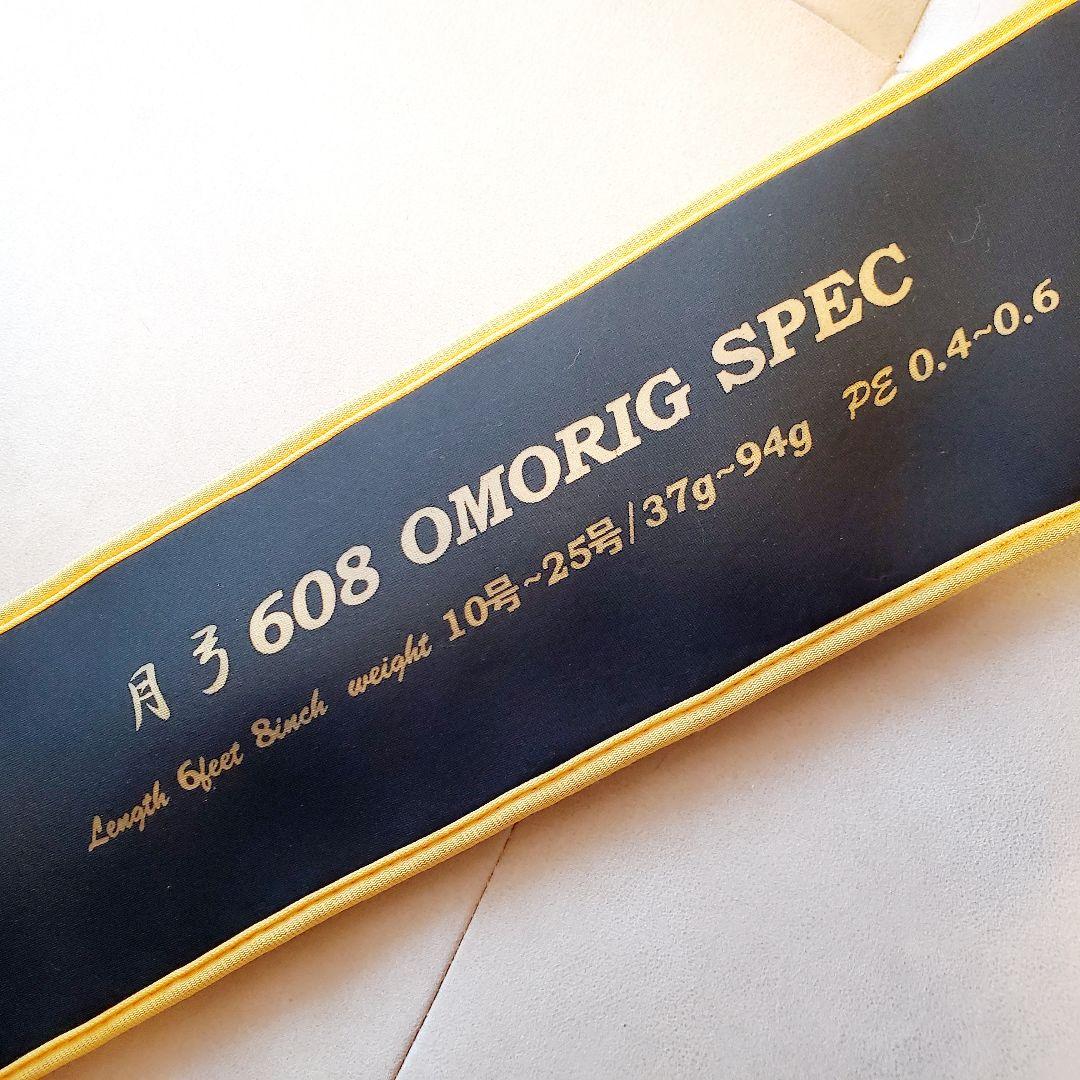 月弓 608 OMORIG SPEC
Length 6feet 8inch weight 10号~25号/37g~94g PE 0.4~0.6